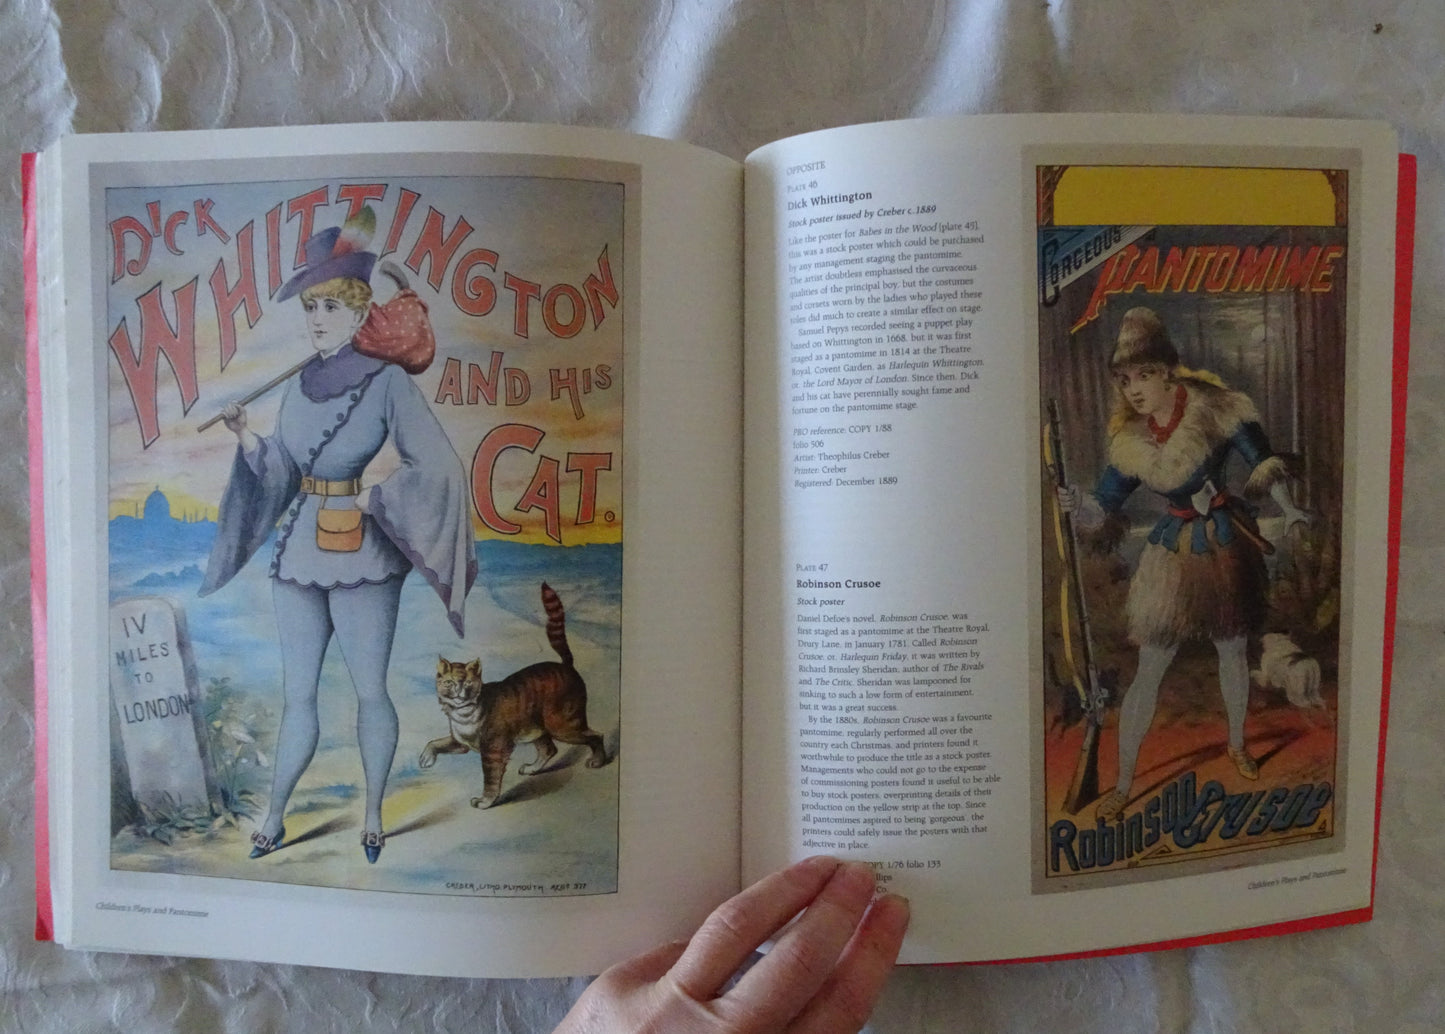 DICK
WHITTINGTON
AND HIS
CAT.
IV
MILES
TO
LONDON
CREBER, LITHO. PLYMOUTH
Children's Plays and Pantomime
OPPOSITE
PLATE 46
Dick Whittington
Stock poster issued by Creber c.1889
Like the poster for Babes in the Wood [plate 45],
this was a stock poster which could be purchased
by any management staging the pantomime.
The artist doubtless emphasised the curvaceous
qualities of the principal boy, but the costumes
and corsets worn by the ladies who played these
roles did much to create a similar effect on stage.
Samuel Pepys recorded seeing a puppet play
based on Whittington in 1668, but it was first
staged as a pantomime in 1814 at the Theatre
Royal, Covent Garden, as Harlequin Whittington,
or, the Lord Mayor of London. Since then, Dick
and his cat have perennially sought fame and
fortune on the pantomime stage.
PRO reference: COPY 1/88
folio 506
Artist: Theophilus Creber
Printer: Creber
Registered: December 1889
PLATE 47
Robinson Crusoe
Stock poster
Daniel Defoe's novel, Robinson Crusoe, was
first staged as a pantomime at the Theatre Royal,
Drury Lane, in January 1781. Called Robinson
Crusoe, or, Harlequin Friday, it was written by
Richard Brinsley Sheridan, author of The Rivals
and The Critic. Sheridan was lampooned for
sinking to such a low form of entertainment,
but it was a great success.
By the 1880s, Robinson Crusoe was a favourite
pantomime, regularly performed all over the
country each Christmas, and printers found it
worthwhile to produce the title as a stock poster.
Managements who could not go to the expense
of commissioning posters found it useful to be able
to buy stock posters, overprinting details of their
production on the yellow strip at the top. Since
all pantomimes aspired to being 'gorgeous' the
printers could safely issue the posters with that
adjective in place.
COPY 1/76 folio 133
Co.
GORGEOUS
PANTOMIME
Robinson Crusoe
Children's Plays and Pantomime